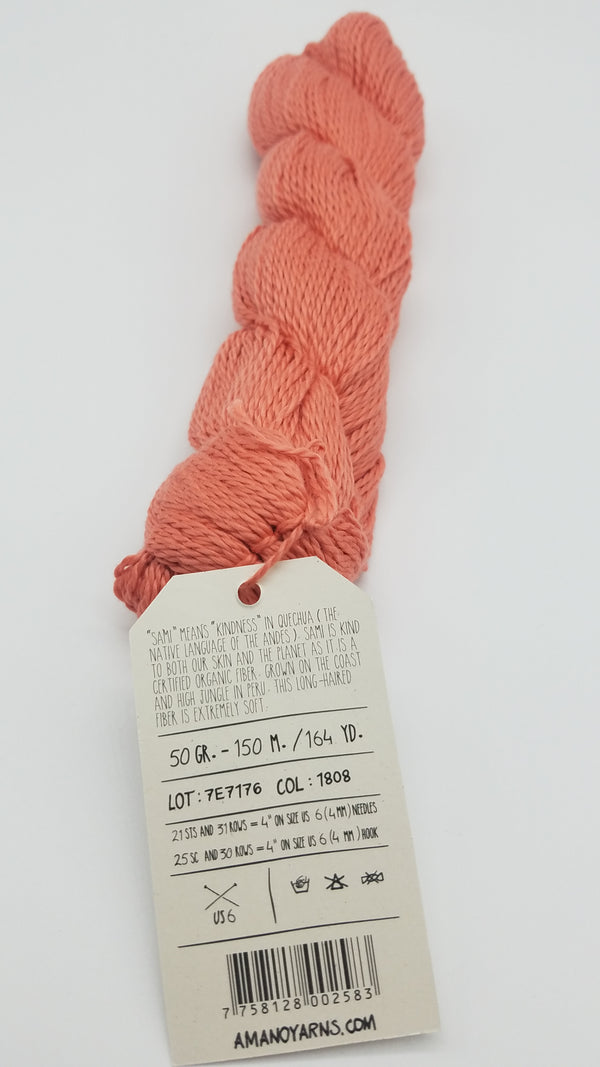 "SAMI" MEANS "KINDNESS" IN QUECHUA (THE
NATIVE LANGUAGE OF THE ANDES). SAMI IS KIND
TO BOTH OUR SKIN AND THE PLANET AS IT IS A
CERTIFIED ORGANIC FIBER. GROWN ON THE COAST
AND HIGH JUNGLE IN PERU. THIS LONG-HAIRED
FIBER IS EXTREMELY SOFT.
50 GR. - 150 M. / 164 YD.
LOT: 7E7176 COL: 1808
21 STS AND 31 ROWS = 4" ON SIZE US 6 (4 MM) NEEDLES
25 SC AND 30 ROWS = 4" ON SIZE US 6 (4 MM) HOOK
US 6
7 758128 002583
AMANOYARNS.COM